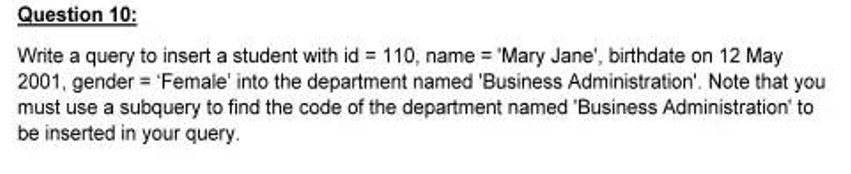 Question 10:
Write a query to insert a student with id = 110, name = 'Mary Jane', birthdate on 12 May
2001, gender = 'Female' into the department named 'Business Administration'. Note that you
must use a subquery to find the code of the department named 'Business Administration' to
be inserted in your query.